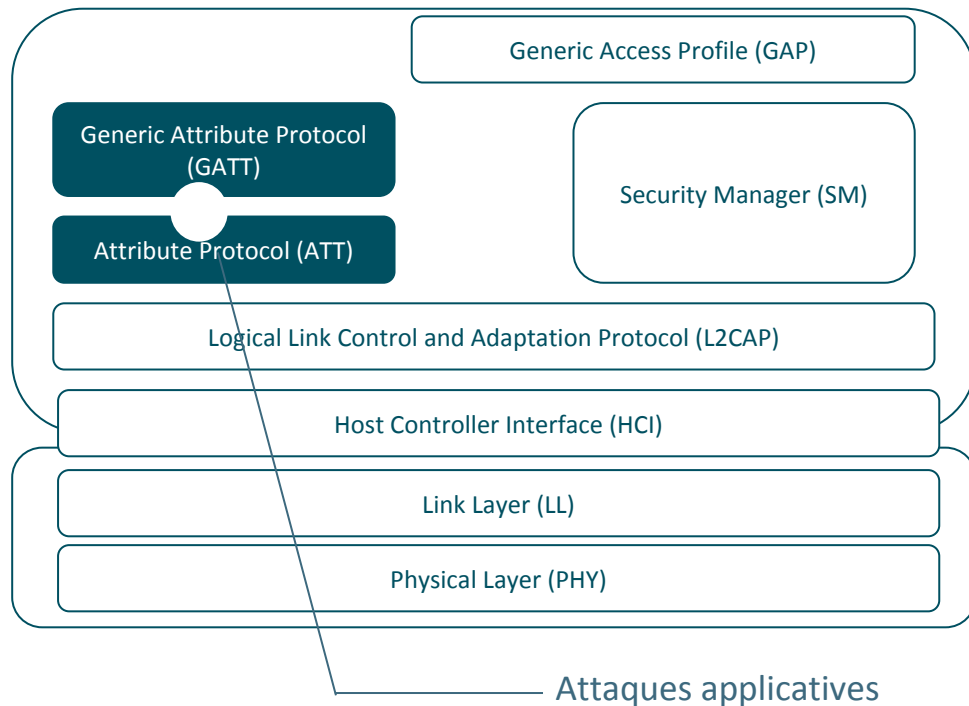 Generic Access Profile (GAP)
Generic Attribute Protocol
(GATT)
Security Manager (SM)
Attribute Protocol (ATT)
Logical Link Control and Adaptation Protocol (L2CAP)
Host Controller Interface (HCI)
Link Layer (LL)
Physical Layer (PHY)
Attaques applicatives